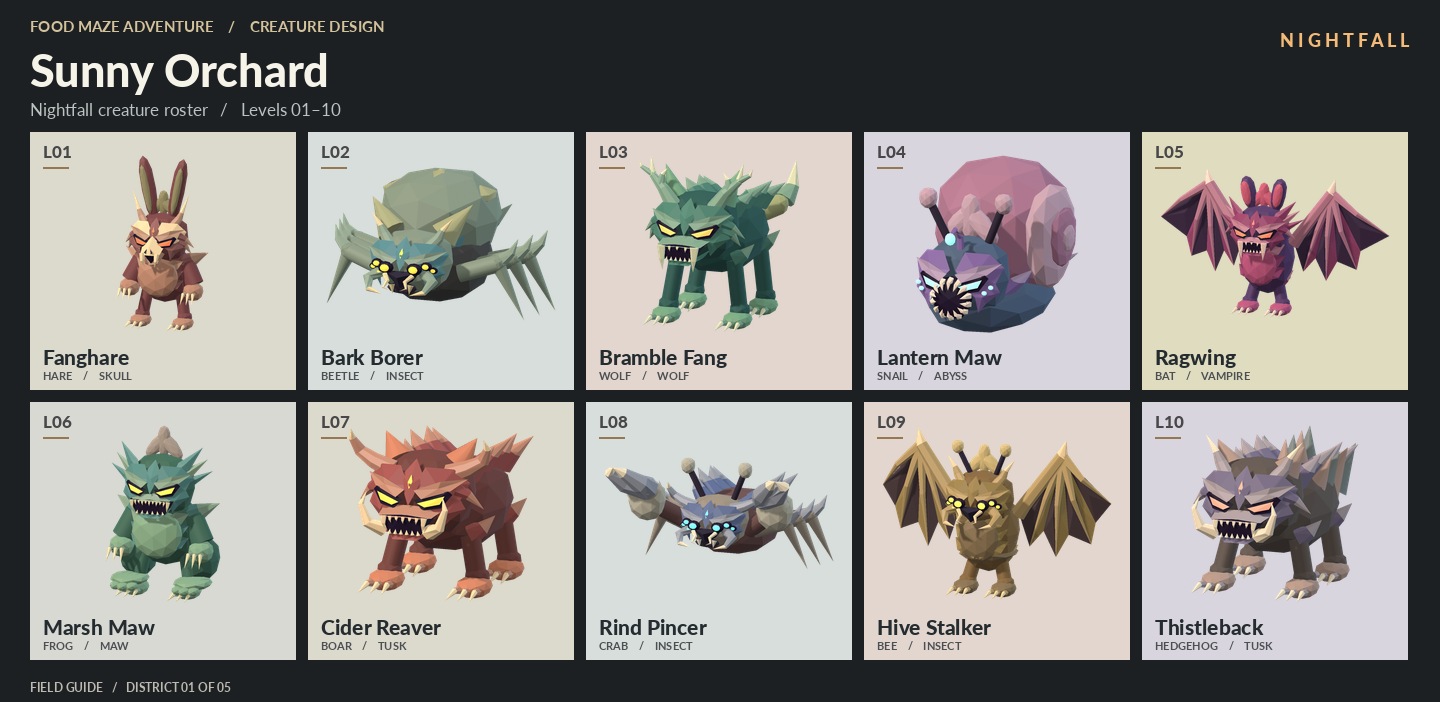 FOOD MAZE ADVENTURE / CREATURE DESIGN
NIGHTFALL
Sunny Orchard
Nightfall creature roster / Levels 01–10
L01
Fanghare
HARE / SKULL
L02
Bark Borer
BEETLE / INSECT
L03
Bramble Fang
WOLF / WOLF
L04
Lantern Maw
SNAIL / ABYSS
L05
Ragwing
BAT / VAMPIRE
L06
Marsh Maw
FROG / MAW
L07
Cider Reaver
BOAR / TUSK
L08
Rind Pincer
CRAB / INSECT
L09
Hive Stalker
BEE / INSECT
L10
Thistleback
HEDGEHOG / TUSK
FIELD GUIDE / DISTRICT 01 OF 05